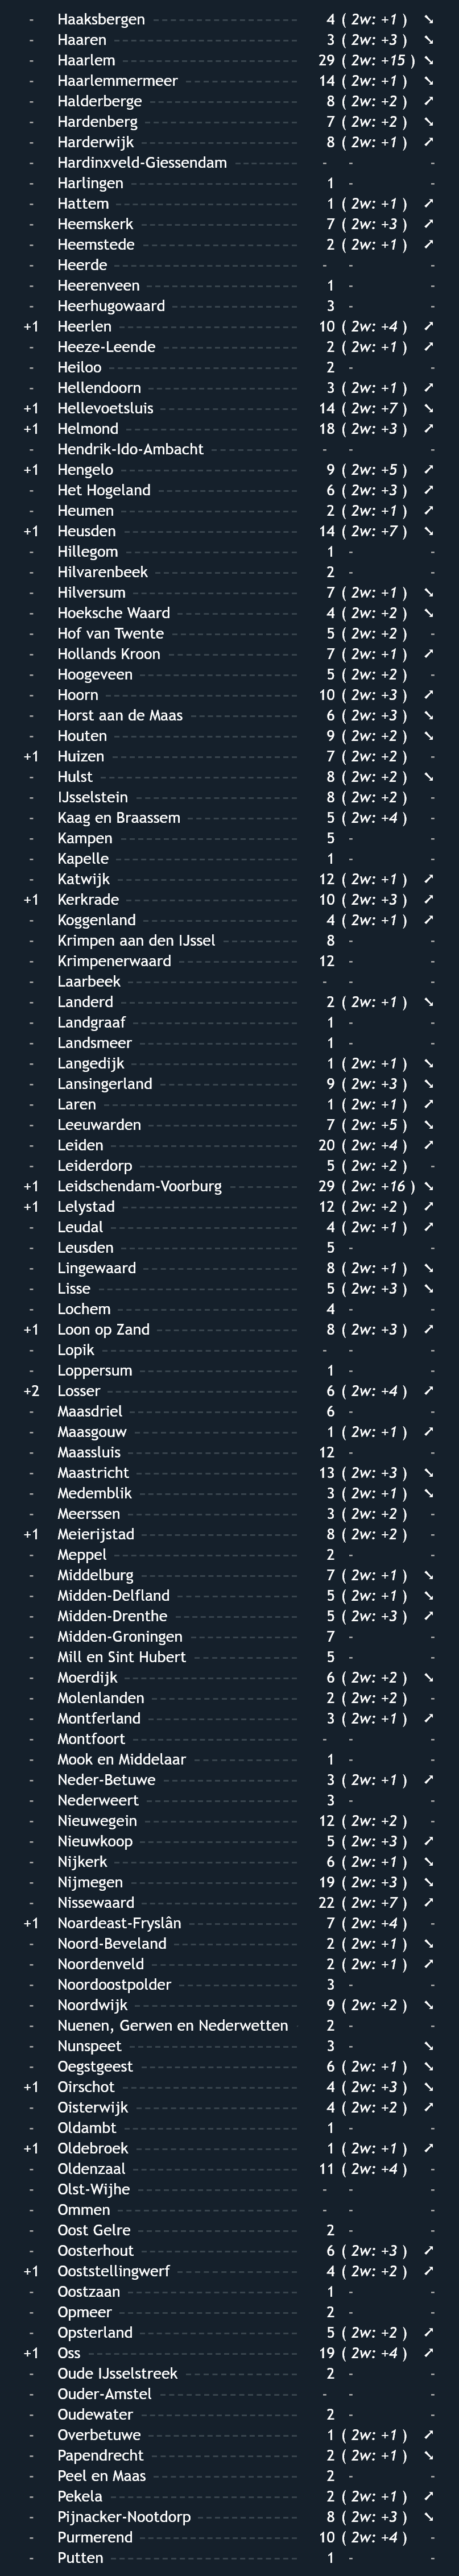 - Haaksbergen 4 ( 2w: +1 ) ➘
- Haaren 3 ( 2w: +3 ) ➘
- Haarlem 29 ( 2w: +15 ) ➘
- Haarlemmermeer 14 ( 2w: +1 ) ➘
- Halderberge 8 ( 2w: +2 ) ➚
- Hardenberg 7 ( 2w: +2 ) ➘
- Harderwijk 8 ( 2w: +1 ) ➚
- Hardinxveld-Giessendam - - -
- Harlingen 1 - -
- Hattem 1 ( 2w: +1 ) ➚
- Heemskerk 7 ( 2w: +3 ) ➚
- Heemstede 2 ( 2w: +1 ) ➚
- Heerde - - -
- Heerenveen 1 - -
- Heerhugowaard 3 - -
+1 Heerlen 10 ( 2w: +4 ) ➚
- Heeze-Leende 2 ( 2w: +1 ) ➚
- Heiloo 2 - -
- Hellendoorn 3 ( 2w: +1 ) ➚
+1 Hellevoetsluis 14 ( 2w: +7 ) ➘
+1 Helmond 18 ( 2w: +3 ) ➚
- Hendrik-Ido-Ambacht - - -
+1 Hengelo 9 ( 2w: +5 ) ➚
- Het Hogeland 6 ( 2w: +3 ) ➚
- Heumen 2 ( 2w: +1 ) ➚
+1 Heusden 14 ( 2w: +7 ) ➘
- Hillegom 1 - -
- Hilvarenbeek 2 - -
- Hilversum 7 ( 2w: +1 ) ➘
- Hoeksche Waard 4 ( 2w: +2 ) ➘
- Hof van Twente 5 ( 2w: +2 ) -
- Hollands Kroon 7 ( 2w: +1 ) ➚
- Hoogeveen 5 ( 2w: +2 ) -
- Hoorn 10 ( 2w: +3 ) ➚
- Horst aan de Maas 6 ( 2w: +3 ) ➘
- Houten 9 ( 2w: +2 ) ➘
+1 Huizen 7 ( 2w: +2 ) -
- Hulst 8 ( 2w: +2 ) ➘
- IJsselstein 8 ( 2w: +2 ) -
- Kaag en Braassem 5 ( 2w: +4 ) -
- Kampen 5 - -
- Kapelle 1 - -
- Katwijk 12 ( 2w: +1 ) ➚
+1 Kerkrade 10 ( 2w: +3 ) ➚
- Koggenland 4 ( 2w: +1 ) ➚
- Krimpen aan den IJssel 8 - -
- Krimpenerwaard 12 - -
- Laarbeek - - -
- Landerd 2 ( 2w: +1 ) ➘
- Landgraaf 1 - -
- Landsmeer 1 - -
- Langedijk 1 ( 2w: +1 ) ➘
- Lansingerland 9 ( 2w: +3 ) ➘
- Laren 1 ( 2w: +1 ) ➚
- Leeuwarden 7 ( 2w: +5 ) ➘
- Leiden 20 ( 2w: +4 ) ➚
- Leiderdorp 5 ( 2w: +2 ) -
+1 Leidschendam-Voorburg 29 ( 2w: +16 ) ➘
+1 Lelystad 12 ( 2w: +2 ) ➚
- Leudal 4 ( 2w: +1 ) ➚
- Leusden 5 - -
- Lingewaard 8 ( 2w: +1 ) ➘
- Lisse 5 ( 2w: +3 ) ➘
- Lochem 4 - -
+1 Loon op Zand 8 ( 2w: +3 ) ➚
- Lopik - - -
- Loppersum 1 - -
+2 Losser 6 ( 2w: +4 ) ➚
- Maasdriel 6 - -
- Maasgouw 1 ( 2w: +1 ) ➚
- Maassluis 12 - -
- Maastricht 13 ( 2w: +3 ) ➘
- Medemblik 3 ( 2w: +1 ) ➘
- Meerssen 3 ( 2w: +2 ) -
+1 Meierijstad 8 ( 2w: +2 ) -
- Meppel 2 - -
- Middelburg 7 ( 2w: +1 ) ➘
- Midden-Delfland 5 ( 2w: +1 ) ➘
- Midden-Drenthe 5 ( 2w: +3 ) ➚
- Midden-Groningen 7 - -
- Mill en Sint Hubert 5 - -
- Moerdijk 6 ( 2w: +2 ) ➘
- Molenlanden 2 ( 2w: +2 ) -
- Montferland 3 ( 2w: +1 ) ➚
- Montfoort - - -
- Mook en Middelaar 1 - -
- Neder-Betuwe 3 ( 2w: +1 ) ➚
- Nederweert 3 - -
- Nieuwegein 12 ( 2w: +2 ) -
- Nieuwkoop 5 ( 2w: +3 ) ➚
- Nijkerk 6 ( 2w: +1 ) ➘
- Nijmegen 19 ( 2w: +3 ) ➘
- Nissewaard 22 ( 2w: +7 ) ➚
+1 Noardeast-Fryslân 7 ( 2w: +4 ) -
- Noord-Beveland 2 ( 2w: +1 ) ➘
- Noordenveld 2 ( 2w: +1 ) ➚
- Noordoostpolder 3 - -
- Noordwijk 9 ( 2w: +2 ) ➘
- Nuenen, Gerwen en Nederwetten 2 - -
- Nunspeet 3 - ➘
- Oegstgeest 6 ( 2w: +1 ) ➘
+1 Oirschot 4 ( 2w: +3 ) ➘
- Oisterwijk 4 ( 2w: +2 ) ➚
- Oldambt 1 - -
+1 Oldebroek 1 ( 2w: +1 ) ➚
- Oldenzaal 11 ( 2w: +4 ) -
- Olst-Wijhe - - -
- Ommen - - -
- Oost Gelre 2 - -
- Oosterhout 6 ( 2w: +3 ) ➚
+1 Ooststellingwerf 4 ( 2w: +2 ) ➚
- Oostzaan 1 - -
- Opmeer 2 - -
- Opsterland 5 ( 2w: +2 ) ➚
+1 Oss 19 ( 2w: +4 ) ➚
- Oude IJsselstreek 2 - -
- Ouder-Amstel - - -
- Oudewater 2 - -
- Overbetuwe 1 ( 2w: +1 ) ➚
- Papendrecht 2 ( 2w: +1 ) ➘
- Peel en Maas 2 - -
- Pekela 2 ( 2w: +1 ) ➚
- Pijnacker-Nootdorp 8 ( 2w: +3 ) ➘
- Purmerend 10 ( 2w: +4 ) -
- Putten 1 - -